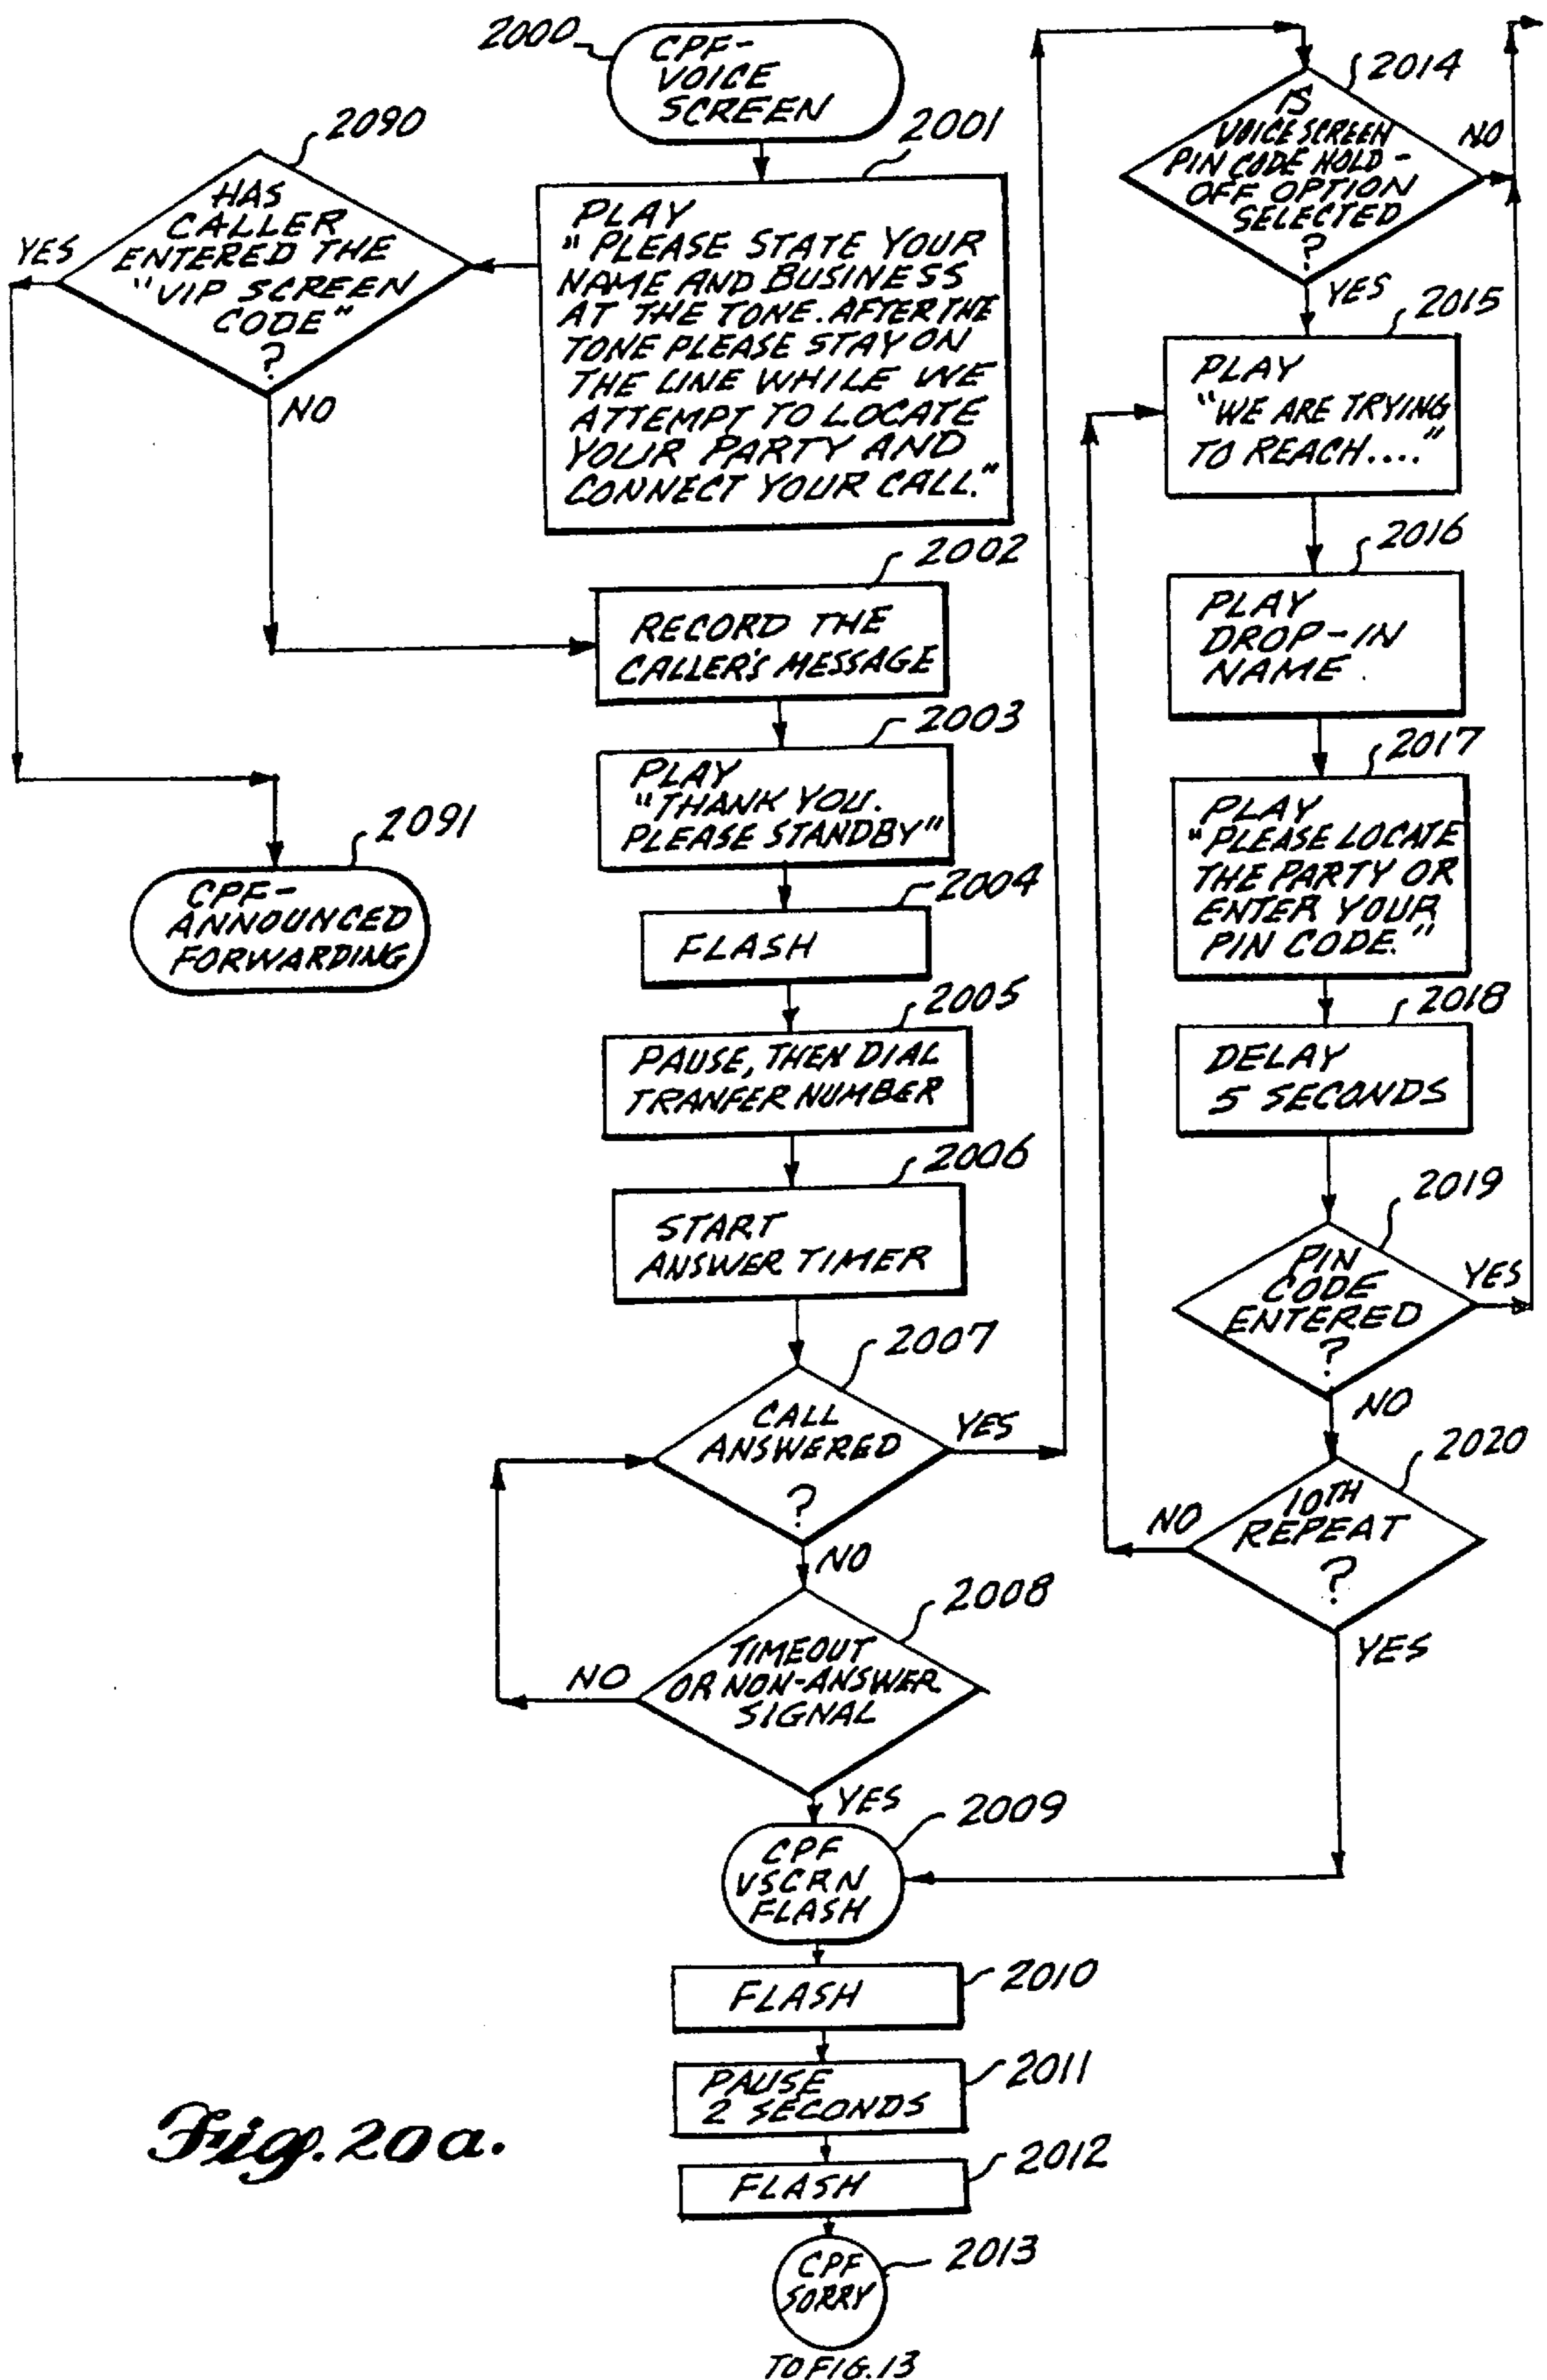 2000
CPF-
VOICE
SCREEN
2001
PLAY
"PLEASE STATE YOUR
NAME AND BUSINESS
AT THE TONE. AFTER THE
TONE PLEASE STAY ON
THE LINE WHILE WE
ATTEMPT TO LOCATE
YOUR PARTY AND
CONNECT YOUR CALL."
2090
HAS
CALLER
ENTERED THE
"VIP SCREEN
CODE"
?
YES
NO
2091
CPF-
ANNOUNCED
FORWARDING
2002
RECORD THE
CALLER'S MESSAGE
2003
PLAY
"THANK YOU.
PLEASE STANDBY"
2004
FLASH
2005
PAUSE, THEN DIAL
TRANFER NUMBER
2006
START
ANSWER TIMER
2007
CALL
ANSWERED
?
YES
NO
2008
TIMEOUT
OR NON-ANSWER
SIGNAL
NO
YES
2009
CPF
VSCRN
FLASH
2010
FLASH
2011
PAUSE
2 SECONDS
2012
FLASH
2013
CPF
SORRY
TO FIG. 13
2014
IS
VOICE SCREEN
PIN CODE HOLD-
OFF OPTION
SELECTED
?
NO
YES
2015
PLAY
"WE ARE TRYING
TO REACH...."
2016
PLAY
DROP-IN
NAME
2017
PLAY
"PLEASE LOCATE
THE PARTY OR
ENTER YOUR
PIN CODE."
2018
DELAY
5 SECONDS
2019
PIN
CODE
ENTERED
?
YES
NO
2020
10TH
REPEAT
?
NO
YES
Fig. 20a.